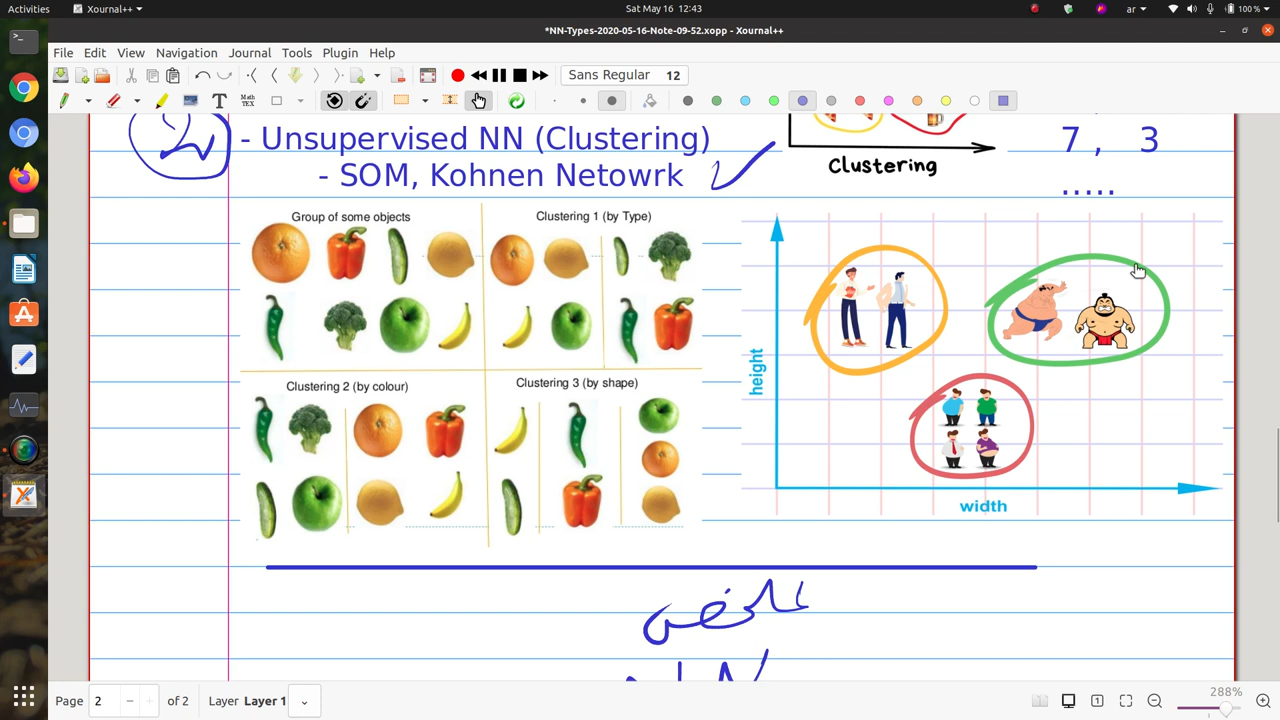 Activities
Xournal++
Sat May 16 12:43
ar
100 %
*NN-Types-2020-05-16-Note-09-52.xopp - Xournal++
File Edit View Navigation Journal Tools Plugin Help
Sans Regular 12
Math
TEX
- Unsupervised NN (Clustering)
- SOM, Kohnen Netowrk
Clustering
7 , 3
.....
Group of some objects
Clustering 1 (by Type)
Clustering 2 (by colour)
Clustering 3 (by shape)
height
width
NN
Page 2 of 2 Layer Layer 1
288%